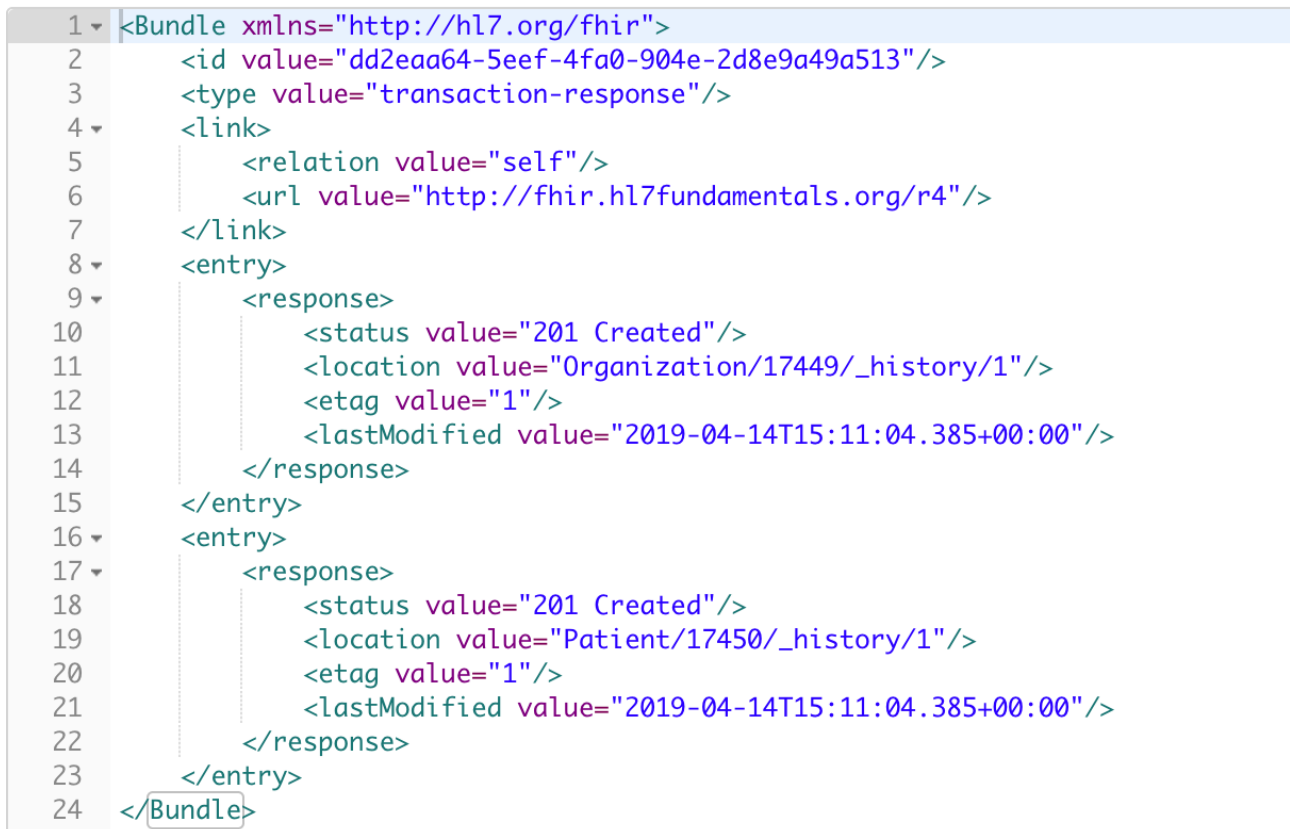 1 <Bundle xmlns="http://hl7.org/fhir">
2     <id value="dd2eaa64-5eef-4fa0-904e-2d8e9a49a513"/>
3     <type value="transaction-response"/>
4     <link>
5         <relation value="self"/>
6         <url value="http://fhir.hl7fundamentals.org/r4"/>
7     </link>
8     <entry>
9         <response>
10             <status value="201 Created"/>
11             <location value="Organization/17449/_history/1"/>
12             <etag value="1"/>
13             <lastModified value="2019-04-14T15:11:04.385+00:00"/>
14         </response>
15     </entry>
16     <entry>
17         <response>
18             <status value="201 Created"/>
19             <location value="Patient/17450/_history/1"/>
20             <etag value="1"/>
21             <lastModified value="2019-04-14T15:11:04.385+00:00"/>
22         </response>
23     </entry>
24 </Bundle>